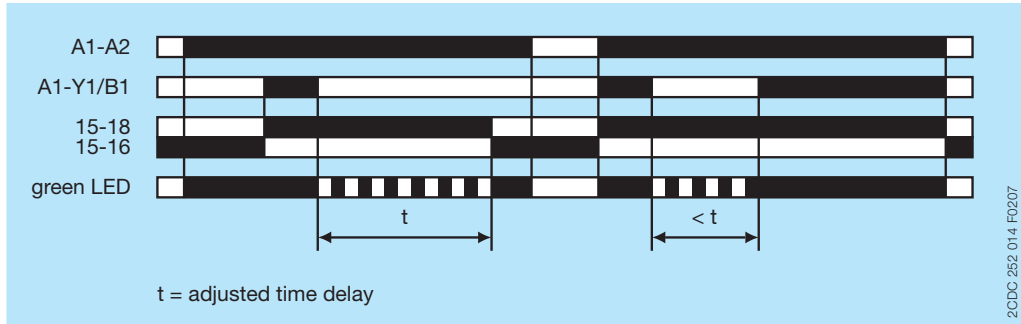 A1-A2
A1-Y1/B1
15-18
15-16
green LED
t
< t
t = adjusted time delay
2CDC 252 014 F0207